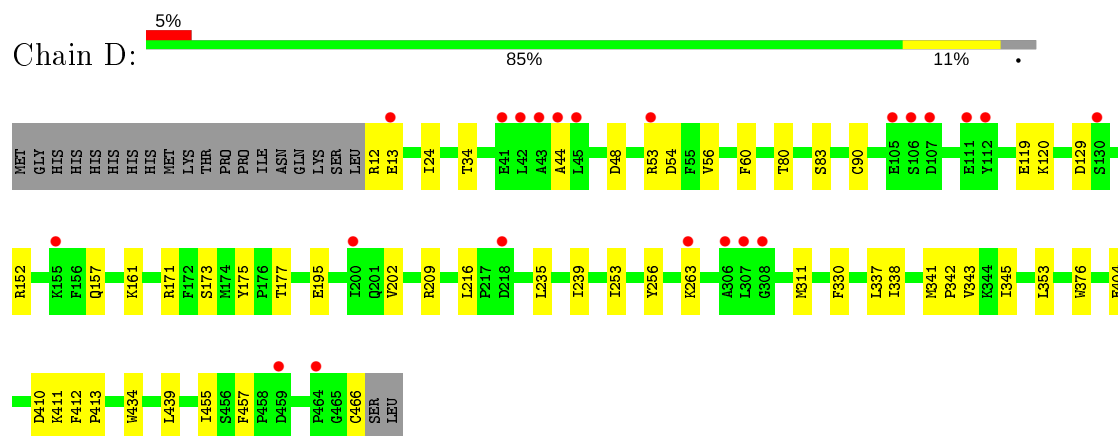 5%
Chain D:
85% 11% •
MET GLY HIS HIS HIS HIS HIS HIS MET LYS THR PRO PRO ILE ASN GLN LYS SER LEU R12 E13 I24 T34 E41 L42 A43 A44 L45 D48 R53 D54 F55 V56 F60 T80 S83 C90 E105 S106 D107 E111 Y112 E119 K120 D129 S130
R152 K155 F156 Q157 K161 R171 F172 S173 M174 Y175 P176 T177 E195 I200 Q201 V202 R209 L216 P217 D218 L235 I239 I253 Y256 K263 A306 L307 G308 M311 F330 L337 I338 M341 P342 V343 K344 I345 L353 W376
D410 K411 F412 P413 W434 L439 I455 S456 F457 P458 D459 P464 G465 C466 SER LEU